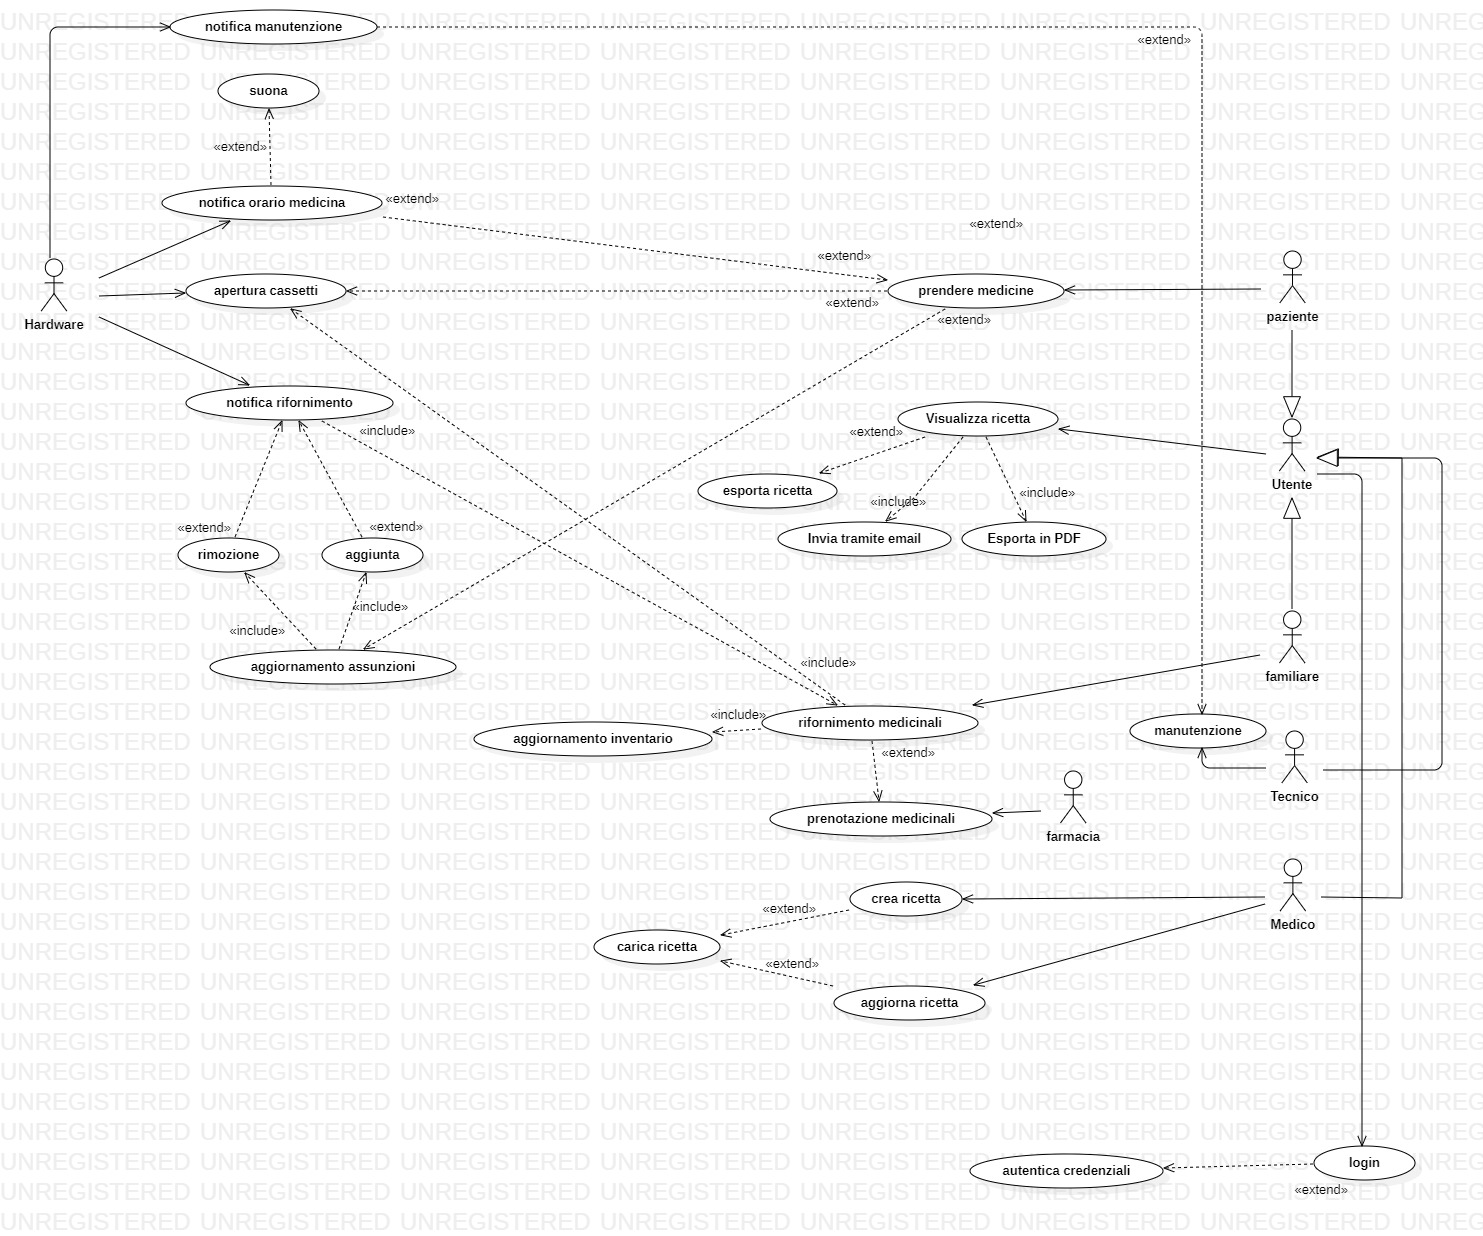 notifica manutenzione
«extend»
suona
«extend»
notifica orario medicina
«extend»
«extend»
«extend»
apertura cassetti
prendere medicine
«extend»
«extend»
Hardware
paziente
notifica rifornimento
«include»
Visualizza ricetta
«extend»
Utente
esporta ricetta
«include»
«include»
Invia tramite email
Esporta in PDF
«extend»
«extend»
rimozione
aggiunta
«include»
«include»
aggiornamento assunzioni
«include»
familiare
«include»
rifornimento medicinali
aggiornamento inventario
manutenzione
«extend»
Tecnico
prenotazione medicinali
farmacia
crea ricetta
«extend»
Medico
carica ricetta
«extend»
aggiorna ricetta
login
autentica credenziali
«extend»
UNREGISTERED